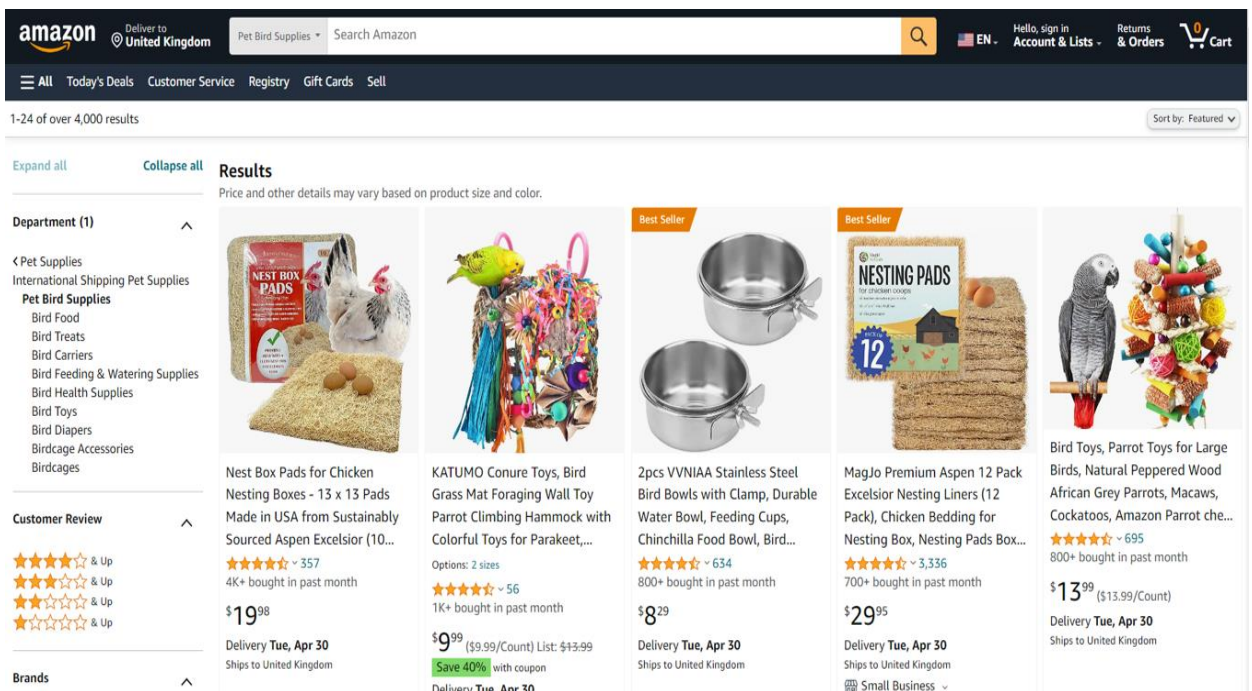 amazon
Deliver to
United Kingdom
Pet Bird Supplies
Search Amazon
EN
Hello, sign in
Account & Lists
Returns
& Orders
0
Cart
All Today's Deals Customer Service Registry Gift Cards Sell
1-24 of over 4,000 results
Sort by: Featured
Expand all
Collapse all
Department (1)
Pet Supplies
International Shipping Pet Supplies
Pet Bird Supplies
Bird Food
Bird Treats
Bird Carriers
Bird Feeding & Watering Supplies
Bird Health Supplies
Bird Toys
Bird Diapers
Birdcage Accessories
Birdcages
Customer Review
& Up
& Up
& Up
& Up
Brands
Results
Price and other details may vary based on product size and color.
NEST BOX
PADS
Nest Box Pads for Chicken
Nesting Boxes - 13 x 13 Pads
Made in USA from Sustainably
Sourced Aspen Excelsior (10...
357
4K+ bought in past month
$19.98
Delivery Tue, Apr 30
Ships to United Kingdom
KATUMO Conure Toys, Bird
Grass Mat Foraging Wall Toy
Parrot Climbing Hammock with
Colorful Toys for Parakeet,...
Options: 2 sizes
56
1K+ bought in past month
$9.99 ($9.99/Count) List: $13.99
Save 40% with coupon
Delivery Tue, Apr 30
Best Seller
2pcs VVNIAA Stainless Steel
Bird Bowls with Clamp, Durable
Water Bowl, Feeding Cups,
Chinchilla Food Bowl, Bird...
634
800+ bought in past month
$8.29
Delivery Tue, Apr 30
Ships to United Kingdom
Best Seller
NESTING PADS
for chicken coops
PACK OF
12
MagJo Premium Aspen 12 Pack
Excelsior Nesting Liners (12
Pack), Chicken Bedding for
Nesting Box, Nesting Pads Box...
3,336
700+ bought in past month
$29.95
Delivery Tue, Apr 30
Ships to United Kingdom
Small Business
Bird Toys, Parrot Toys for Large
Birds, Natural Peppered Wood
African Grey Parrots, Macaws,
Cockatoos, Amazon Parrot che...
695
800+ bought in past month
$13.99 ($13.99/Count)
Delivery Tue, Apr 30
Ships to United Kingdom